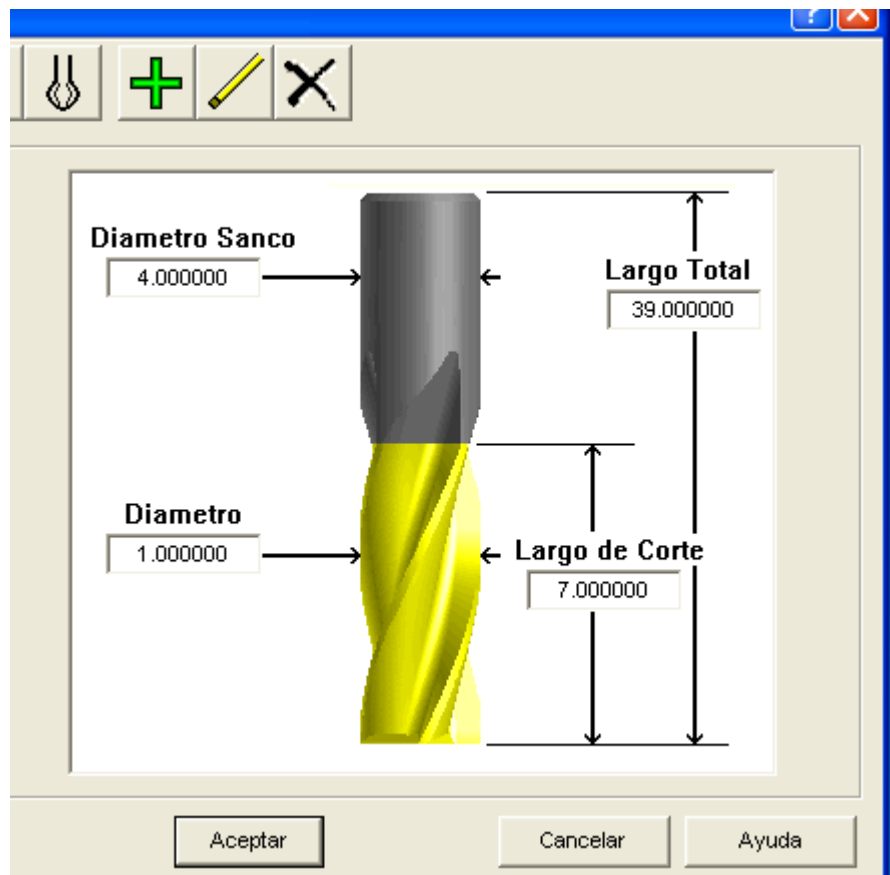 Diametro Sanco
4.000000
Largo Total
39.000000
Diametro
1.000000
Largo de Corte
7.000000
Aceptar
Cancelar
Ayuda